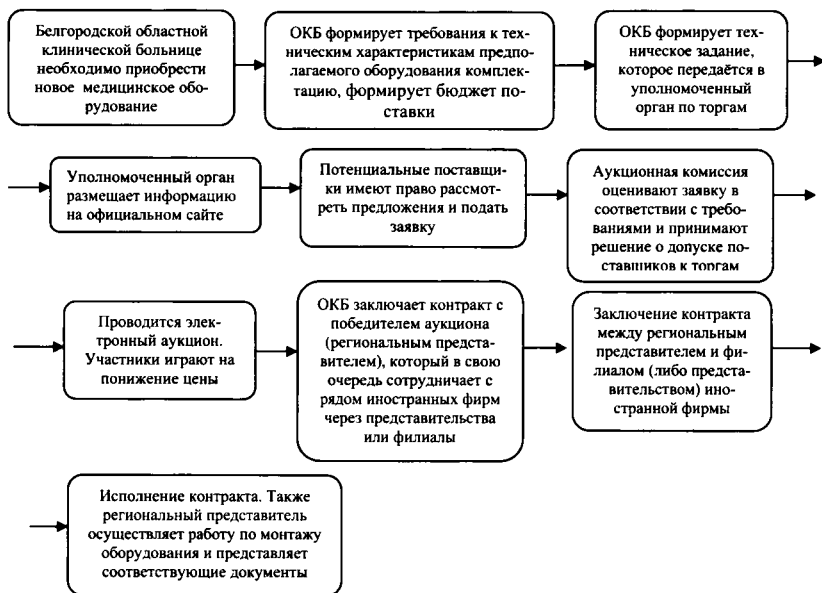 Белгородской областной
клинической больнице
необходимо приобрести
новое медицинское обо-
рудование
ОКБ формирует требования к тех-
ническим характеристикам предпо-
лагаемого оборудования комплек-
тацию, формирует бюджет по-
ставки
ОКБ формирует тех-
ническое задание,
которое передаётся в
уполномоченный
орган по торгам
Уполномоченный орган
размещает информацию
на официальном сайте
Потенциальные поставщи-
ки имеют право рассмот-
реть предложения и подать
заявку
Аукционная комиссия
оценивают заявку в
соответствии с требо-
ваниями и принимают
решение о допуске по-
ставщиков к торгам
Проводится элек-
тронный аукцион.
Участники играют на
понижение цены
ОКБ заключает контракт с
победителем аукциона
(региональным предста-
вителем), который в свою
очередь сотрудничает с
рядом иностранных фирм
через представительства
или филиалы
Заключение контракта
между региональным
представителем и фи-
лиалом (либо предста-
вительством) ино-
странной фирмы
Исполнение контракта. Также
региональный представитель
осуществляет работу по монтажу
оборудования и представляет
соответствующие документы